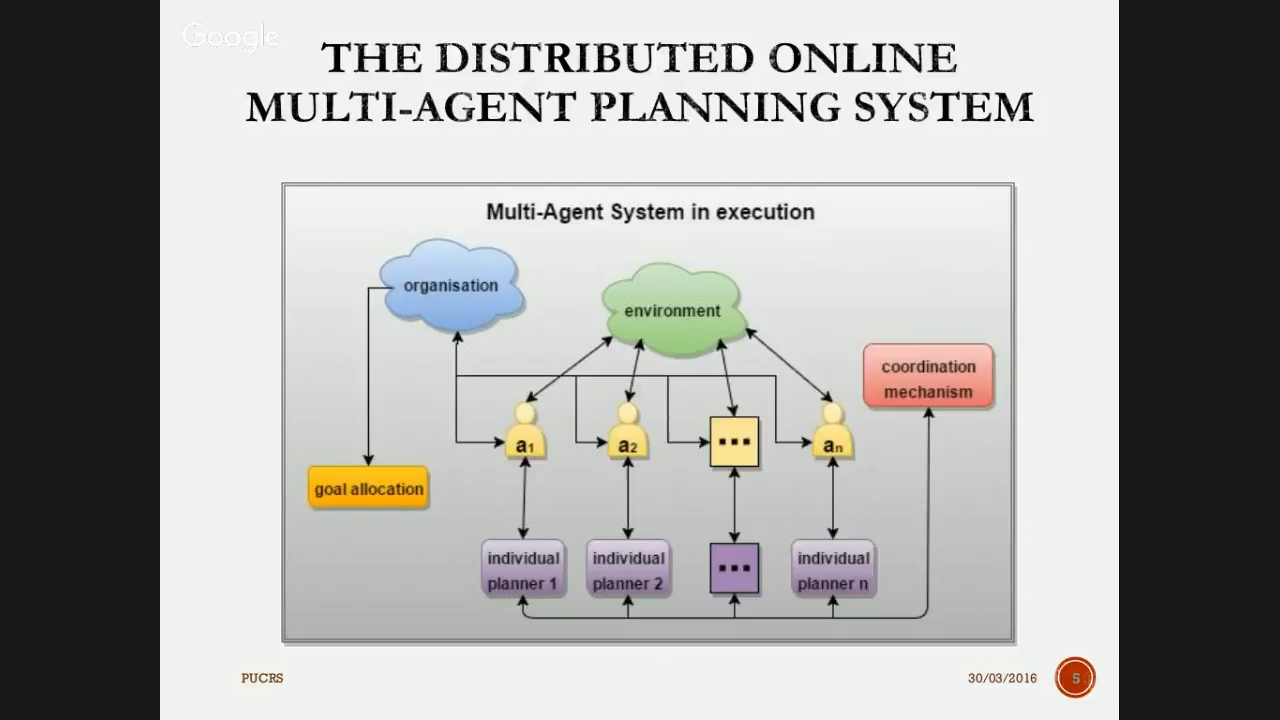 Google
THE DISTRIBUTED ONLINE
MULTI-AGENT PLANNING SYSTEM
Multi-Agent System in execution
organisation
environment
coordination
mechanism
a1
a2
...
an
goal allocation
individual
planner 1
individual
planner 2
...
individual
planner n
PUCRS
30/03/2016
5